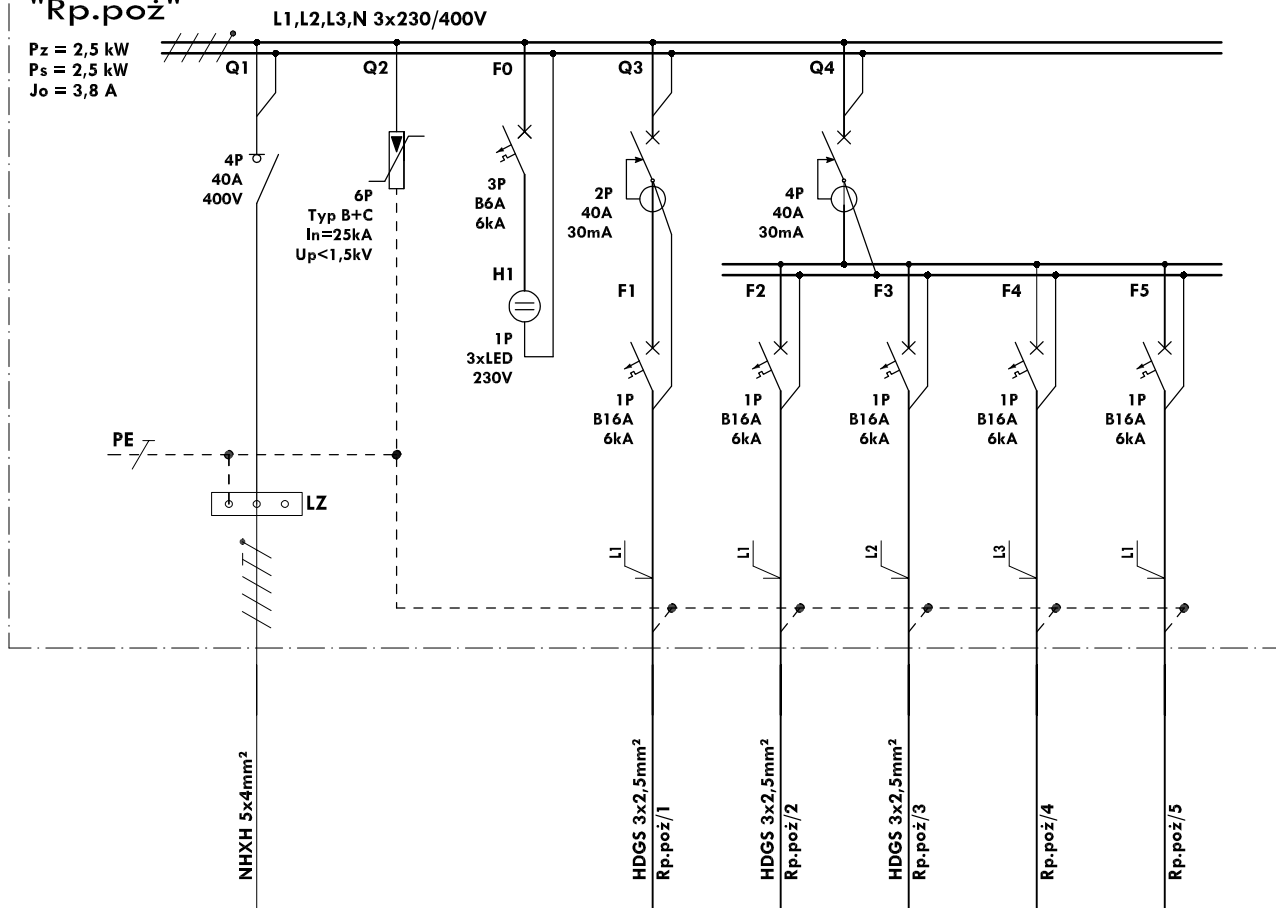 "Rp.poż"
L1,L2,L3,N 3x230/400V
Pz = 2,5 kW
Ps = 2,5 kW
Jo = 3,8 A
Q1
Q2
F0
Q3
Q4
4P
40A
400V
6P
Typ B+C
In=25kA
Up<1,5kV
3P
B6A
6kA
2P
40A
30mA
4P
40A
30mA
H1
1P
3xLED
230V
F1
F2
F3
F4
F5
1P
B16A
6kA
1P
B16A
6kA
1P
B16A
6kA
1P
B16A
6kA
1P
B16A
6kA
PE
LZ
L1
L1
L2
L3
L1
NHXH 5x4mm²
HDGS 3x2,5mm²
Rp.poż/1
HDGS 3x2,5mm²
Rp.poż/2
HDGS 3x2,5mm²
Rp.poż/3
Rp.poż/4
Rp.poż/5